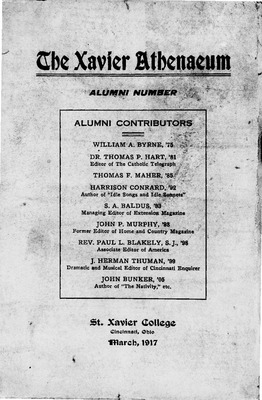 The Xavier Athenaeum
ALUMNI NUMBER
ALUMNI CONTRIBUTORS
WILLIAM A. BYRNE, '75
DR. THOMAS P. HART, '81
Editor of The Catholic Telegraph
THOMAS F. MAHER, '85
HARRISON CONRARD, '92
Author of "Idle Songs and Idle Sonnets"
S. A. BALDUS, '93
Managing Editor of Extension Magazine
JOHN P. MURPHY, '95
Former Editor of Home and Country Magazine
REV. PAUL L. BLAKELY, S.J., '98
Associate Editor of America
J. HERMAN THUMAN, '99
Dramatic and Musical Editor of Cincinnati Enquirer
JOHN BUNKER, '05
Author of "The Nativity," etc.
St. Xavier College
Cincinnati, Ohio
March, 1917